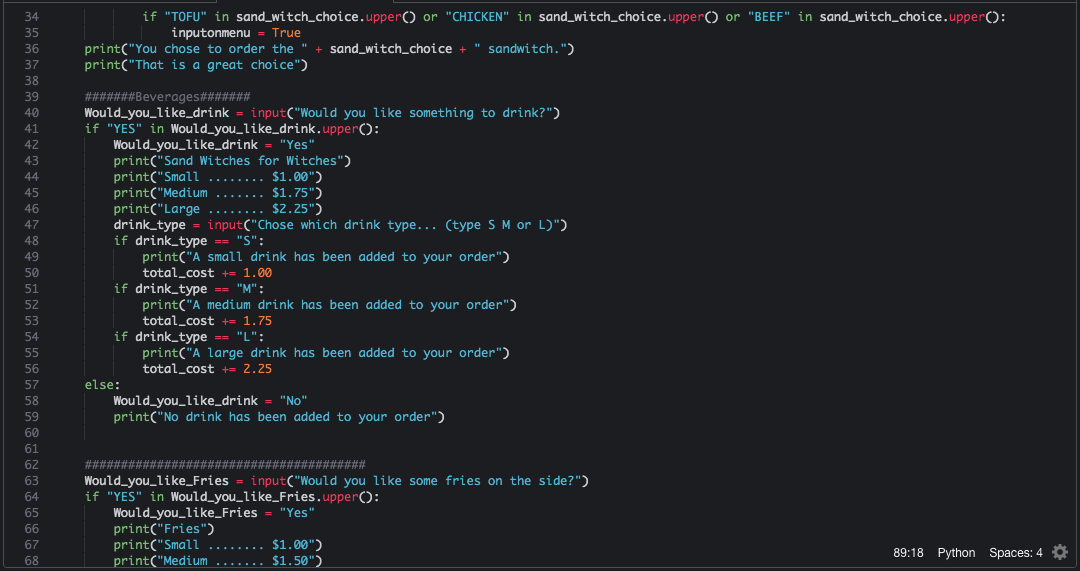 34 if "TOFU" in sand_witch_choice.upper() or "CHICKEN" in sand_witch_choice.upper() or "BEEF" in sand_witch_choice.upper():
35 inputonmenu = True
36 print("You chose to order the " + sand_witch_choice + " sandwitch.")
37 print("That is a great choice")
38
39 #######Beverages#######
40 Would_you_like_drink = input("Would you like something to drink?")
41 if "YES" in Would_you_like_drink.upper():
42 Would_you_like_drink = "Yes"
43 print("Sand Witches for Witches")
44 print("Small ........ $1.00")
45 print("Medium ....... $1.75")
46 print("Large ........ $2.25")
47 drink_type = input("Chose which drink type... (type S M or L)")
48 if drink_type == "S":
49 print("A small drink has been added to your order")
50 total_cost += 1.00
51 if drink_type == "M":
52 print("A medium drink has been added to your order")
53 total_cost += 1.75
54 if drink_type == "L":
55 print("A large drink has been added to your order")
56 total_cost += 2.25
57 else:
58 Would_you_like_drink = "No"
59 print("No drink has been added to your order")
60
61
62 #######################################
63 Would_you_like_Fries = input("Would you like some fries on the side?")
64 if "YES" in Would_you_like_Fries.upper():
65 Would_you_like_Fries = "Yes"
66 print("Fries")
67 print("Small ........ $1.00")
68 print("Medium ....... $1.50")
89:18 Python Spaces: 4